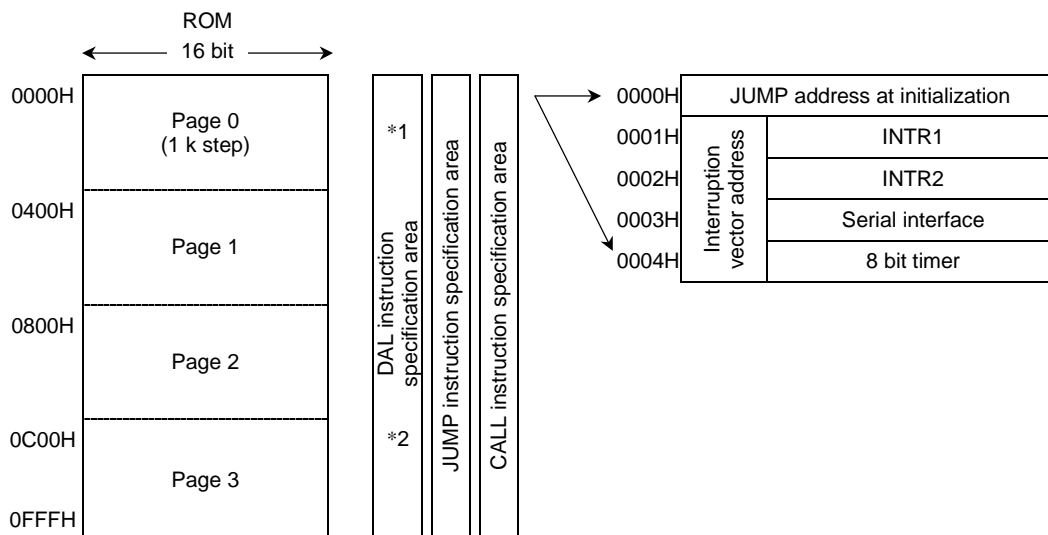 ROM
16 bit
0000H
Page 0
(1 k step)
0400H
Page 1
0800H
Page 2
0C00H
Page 3
0FFFH
*1
DAL instruction
specification area
*2
JUMP instruction specification area
CALL instruction specification area
0000H
JUMP address at initialization
Interruption
vector address
0001H
INTR1
0002H
INTR2
0003H
Serial interface
0004H
8 bit timer